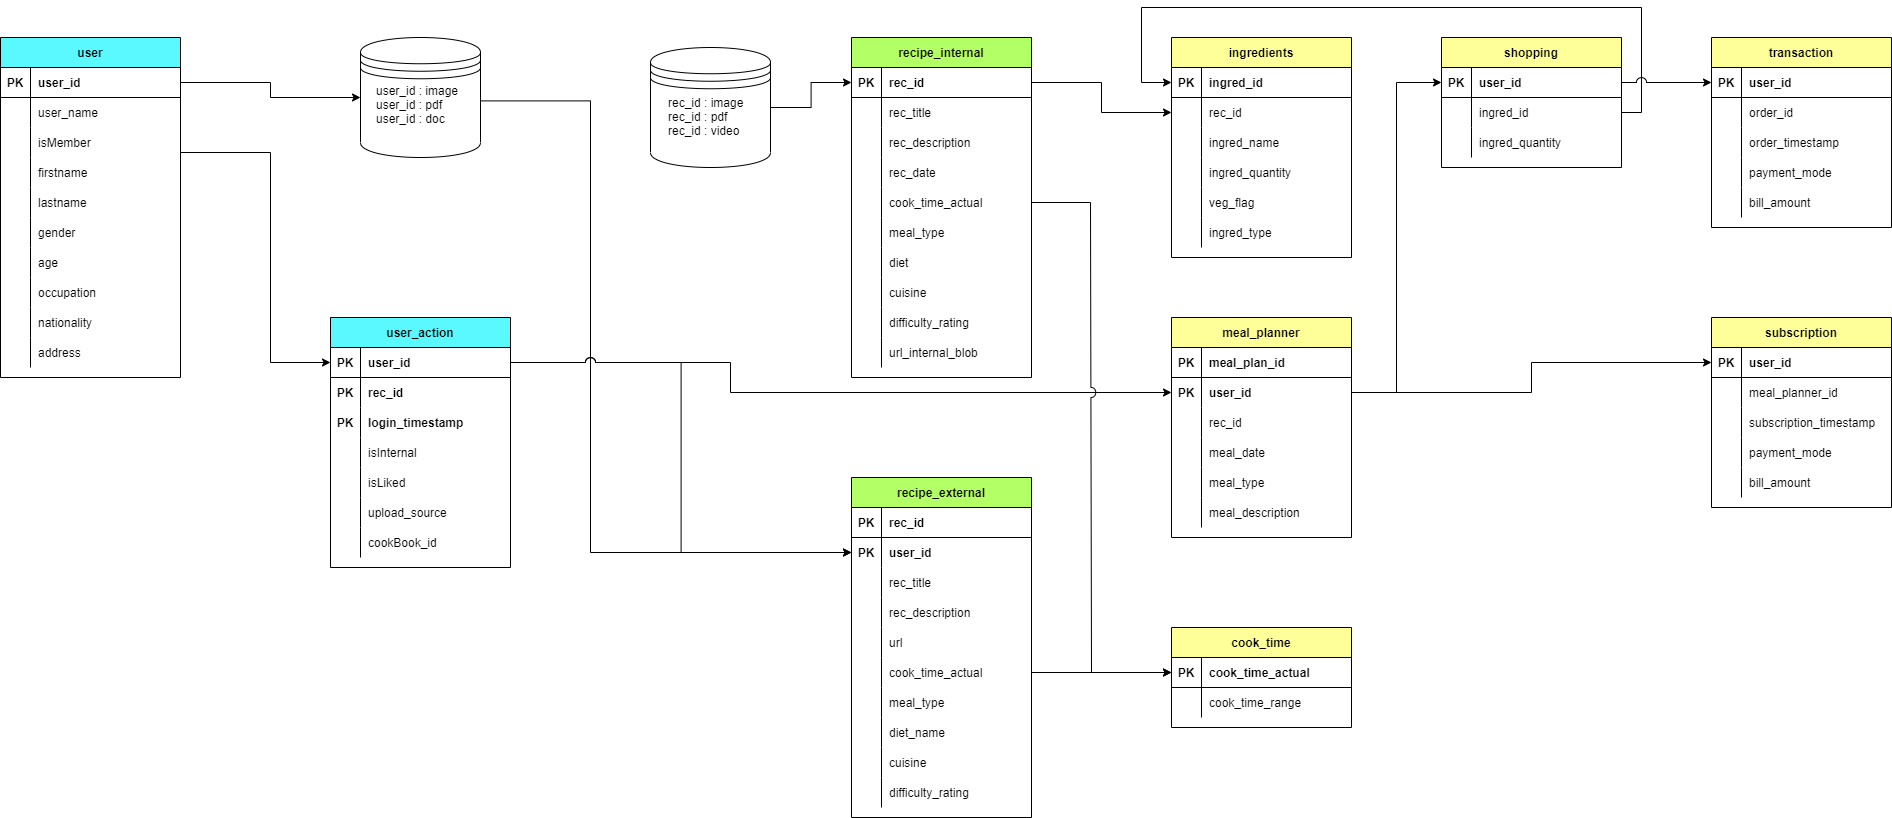 user
PK user_id
user_name
isMember
firstname
lastname
gender
age
occupation
nationality
address
user_id : image
user_id : pdf
user_id : doc
rec_id : image
rec_id : pdf
rec_id : video
recipe_internal
PK rec_id
rec_title
rec_description
rec_date
cook_time_actual
meal_type
diet
cuisine
difficulty_rating
url_internal_blob
ingredients
PK ingred_id
rec_id
ingred_name
ingred_quantity
veg_flag
ingred_type
shopping
PK user_id
ingred_id
ingred_quantity
transaction
PK user_id
order_id
order_timestamp
payment_mode
bill_amount
user_action
PK user_id
PK rec_id
PK login_timestamp
isInternal
isLiked
upload_source
cookBook_id
meal_planner
PK meal_plan_id
PK user_id
rec_id
meal_date
meal_type
meal_description
subscription
PK user_id
meal_planner_id
subscription_timestamp
payment_mode
bill_amount
recipe_external
PK rec_id
PK user_id
rec_title
rec_description
url
cook_time_actual
meal_type
diet_name
cuisine
difficulty_rating
cook_time
PK cook_time_actual
cook_time_range